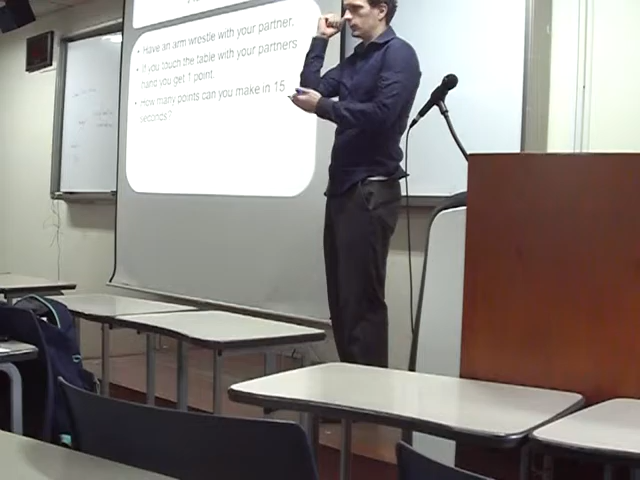 • Have an arm wrestle with your partner.
• If you touch the table with your partners
hand you get 1 point.
• How many points can you make in 15
seconds?